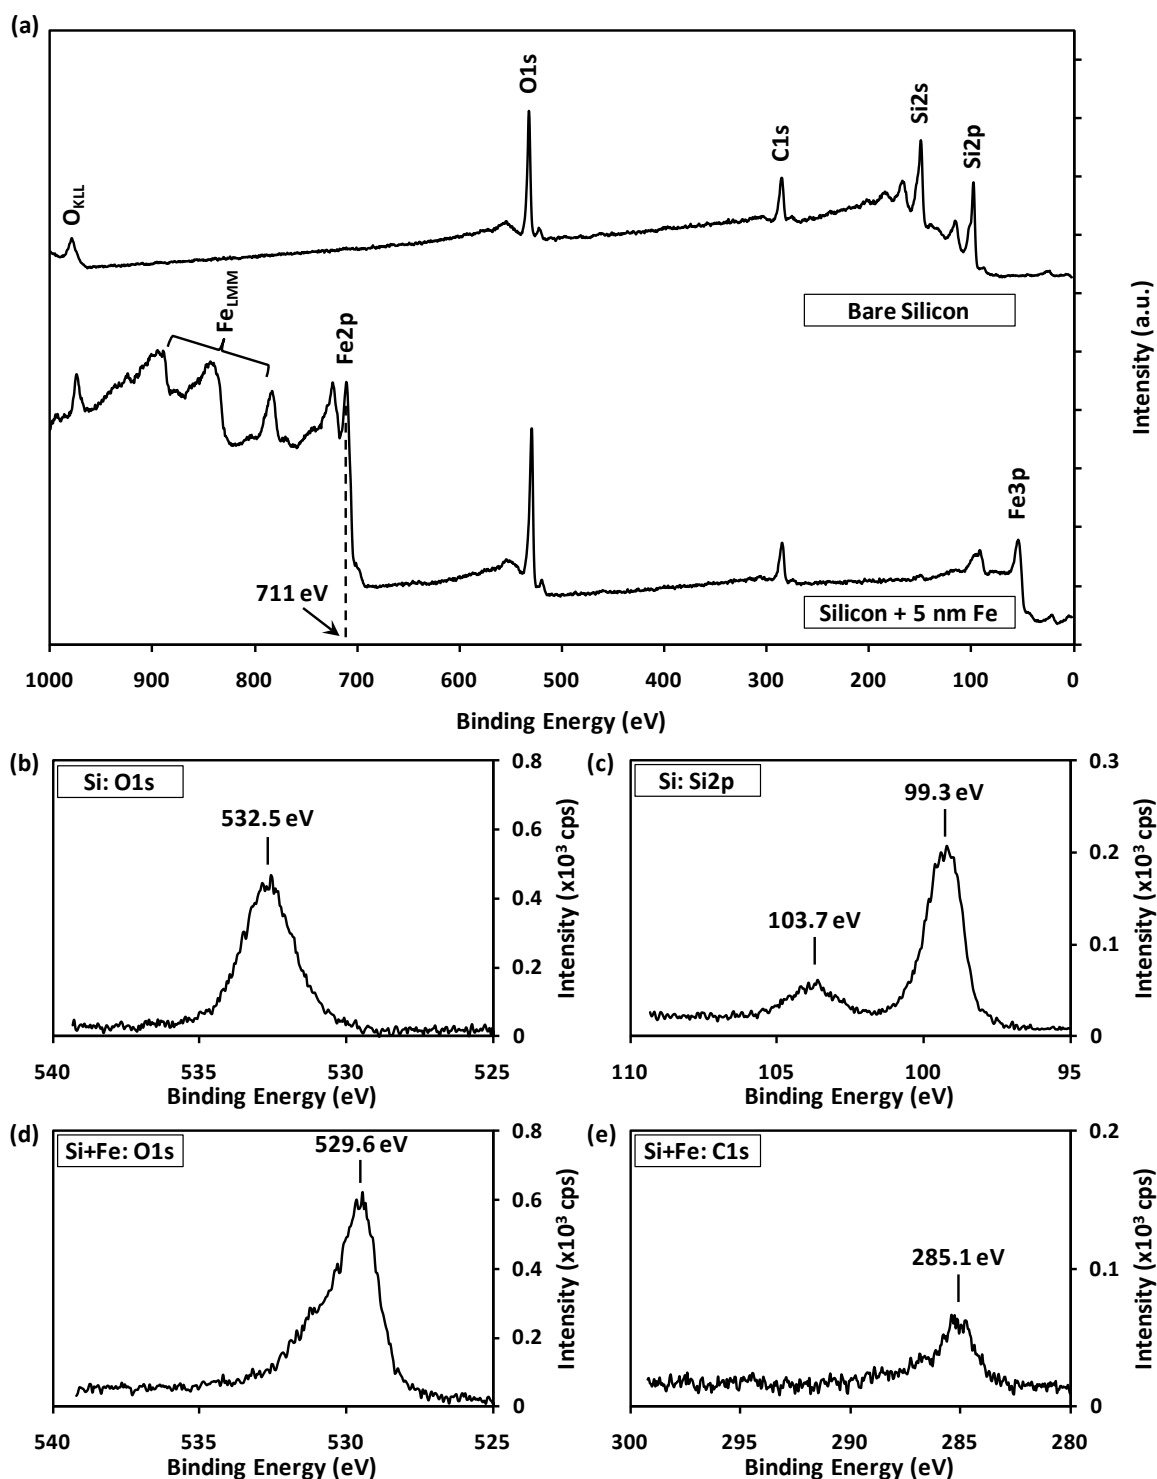 (a)
O1s
C1s
Si2s
Si2p
OKLL
Bare Silicon
FeLMM
Fe2p
Fe3p
711 eV
Silicon + 5 nm Fe
Intensity (a.u.)
1000 900 800 700 600 500 400 300 200 100 0
Binding Energy (eV)
(b)
Si: O1s
532.5 eV
0.8
0.6
0.4
0.2
0
Intensity (x10³ cps)
540 535 530 525
Binding Energy (eV)
(c)
Si: Si2p
99.3 eV
103.7 eV
0.3
0.2
0.1
0
Intensity (x10³ cps)
110 105 100 95
Binding Energy (eV)
(d)
Si+Fe: O1s
529.6 eV
0.8
0.6
0.4
0.2
0
Intensity (x10³ cps)
540 535 530 525
Binding Energy (eV)
(e)
Si+Fe: C1s
285.1 eV
0.2
0.1
0
Intensity (x10³ cps)
300 295 290 285 280
Binding Energy (eV)